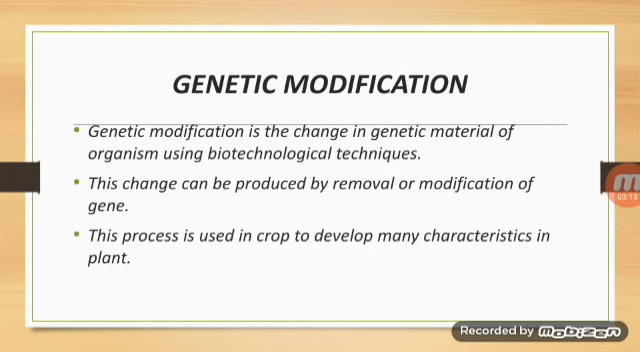 GENETIC MODIFICATION
• Genetic modification is the change in genetic material of
organism using biotechnological techniques.
• This change can be produced by removal or modification of
gene.
• This process is used in crop to develop many characteristics in
plant.
m
03:13
Recorded by mobizen